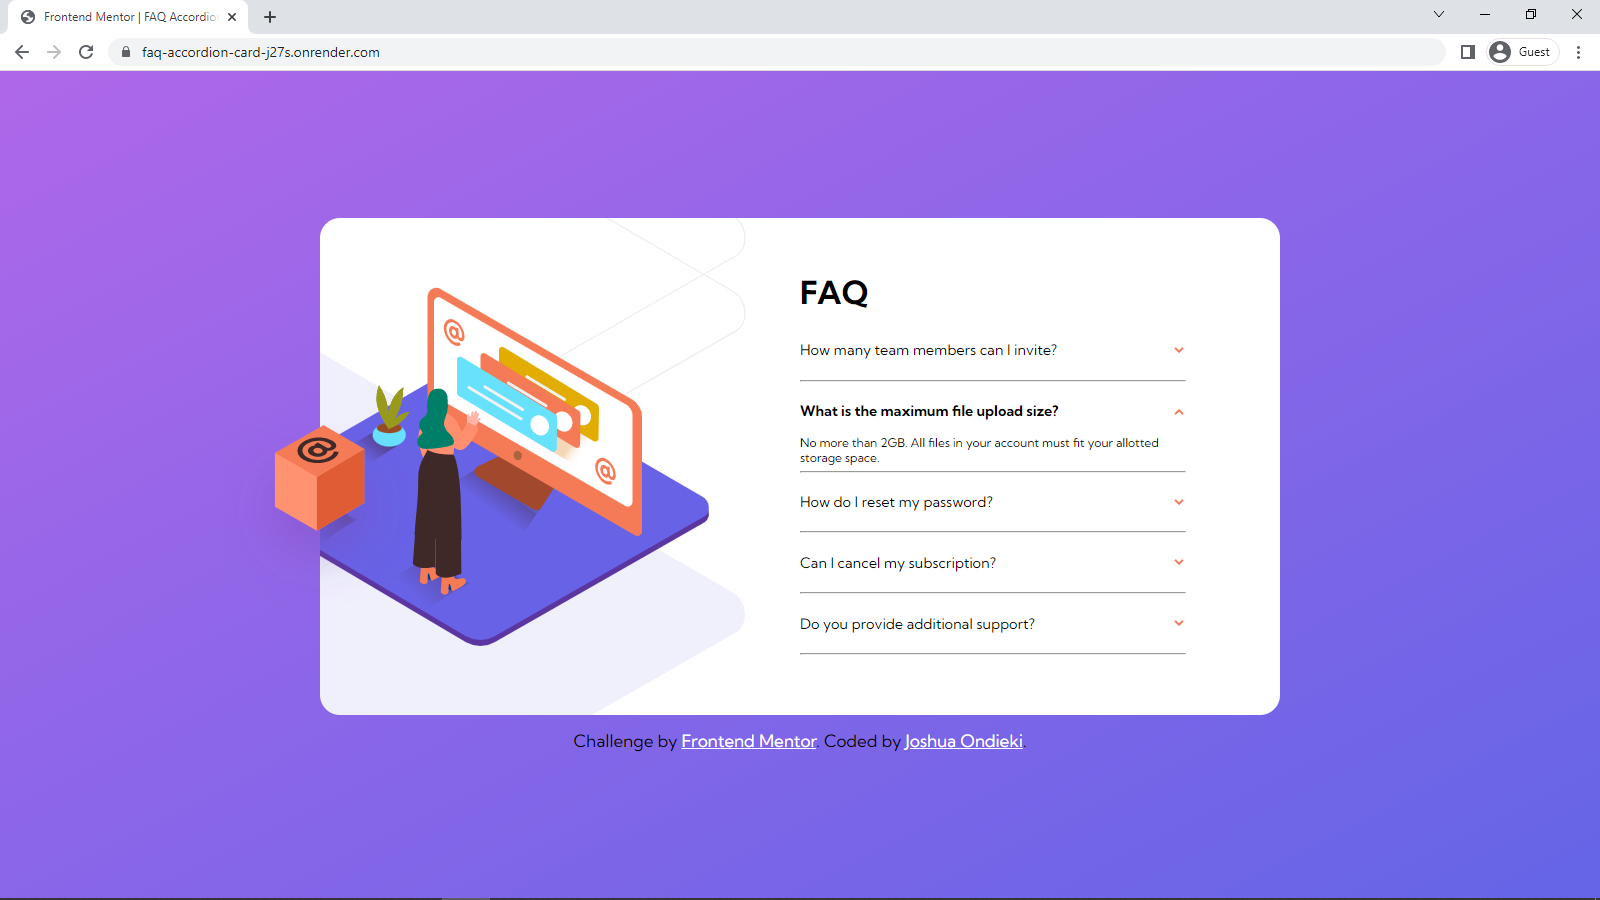 Frontend Mentor | FAQ Accordio
faq-accordion-card-j27s.onrender.com
Guest
FAQ
How many team members can I invite?
What is the maximum file upload size?
No more than 2GB. All files in your account must fit your allotted
storage space.
How do I reset my password?
Can I cancel my subscription?
Do you provide additional support?
@
@
@
Challenge by Frontend Mentor. Coded by Joshua Ondieki.